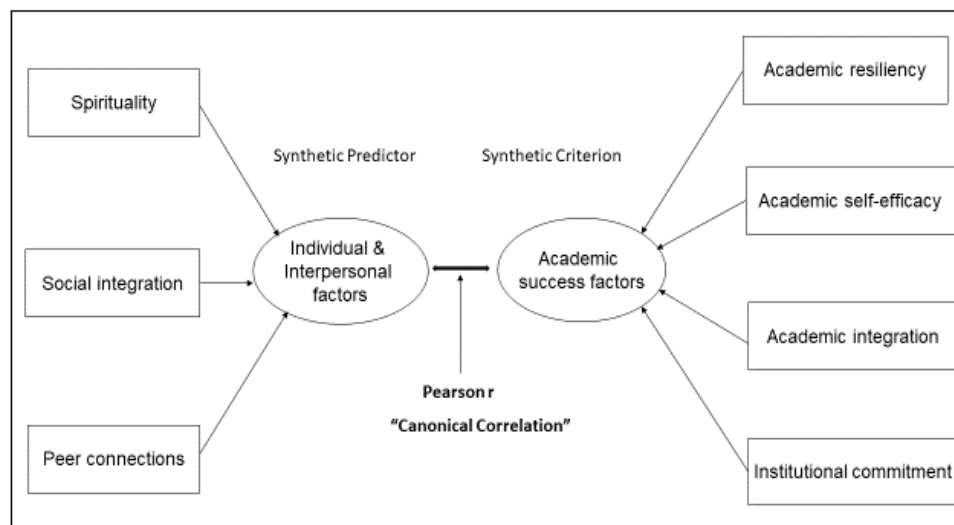 Spirituality
Social integration
Peer connections
Synthetic Predictor
Synthetic Criterion
Individual &
Interpersonal
factors
Academic
success factors
Pearson r
“Canonical Correlation”
Academic resiliency
Academic self-efficacy
Academic integration
Institutional commitment